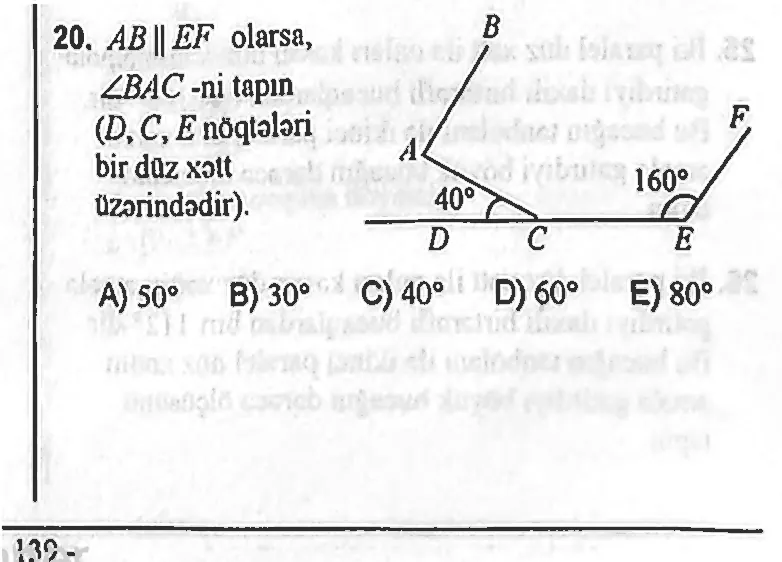 20. AB || EF olarsa,
∠BAC -ni tapın
(D, C, E nöqtələri
bir düz xətt
üzərindədir).
B
F
A
40°
160°
D C E
A) 50° B) 30° C) 40° D) 60° E) 80°